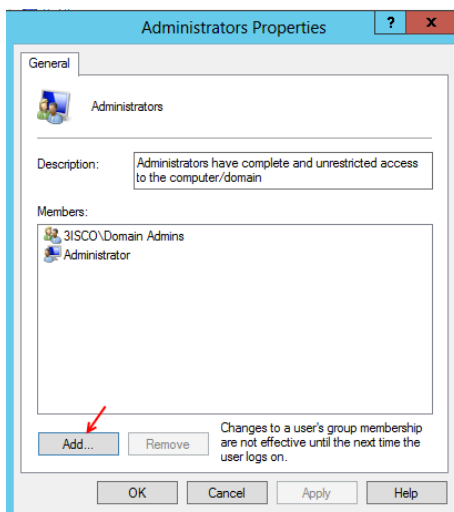 Administrators Properties
?
x
General
Administrators
Description:
Administrators have complete and unrestricted access
to the computer/domain
Members:
3ISCO\Domain Admins
Administrator
Add...
Remove
Changes to a user's group membership
are not effective until the next time the
user logs on.
OK
Cancel
Apply
Help